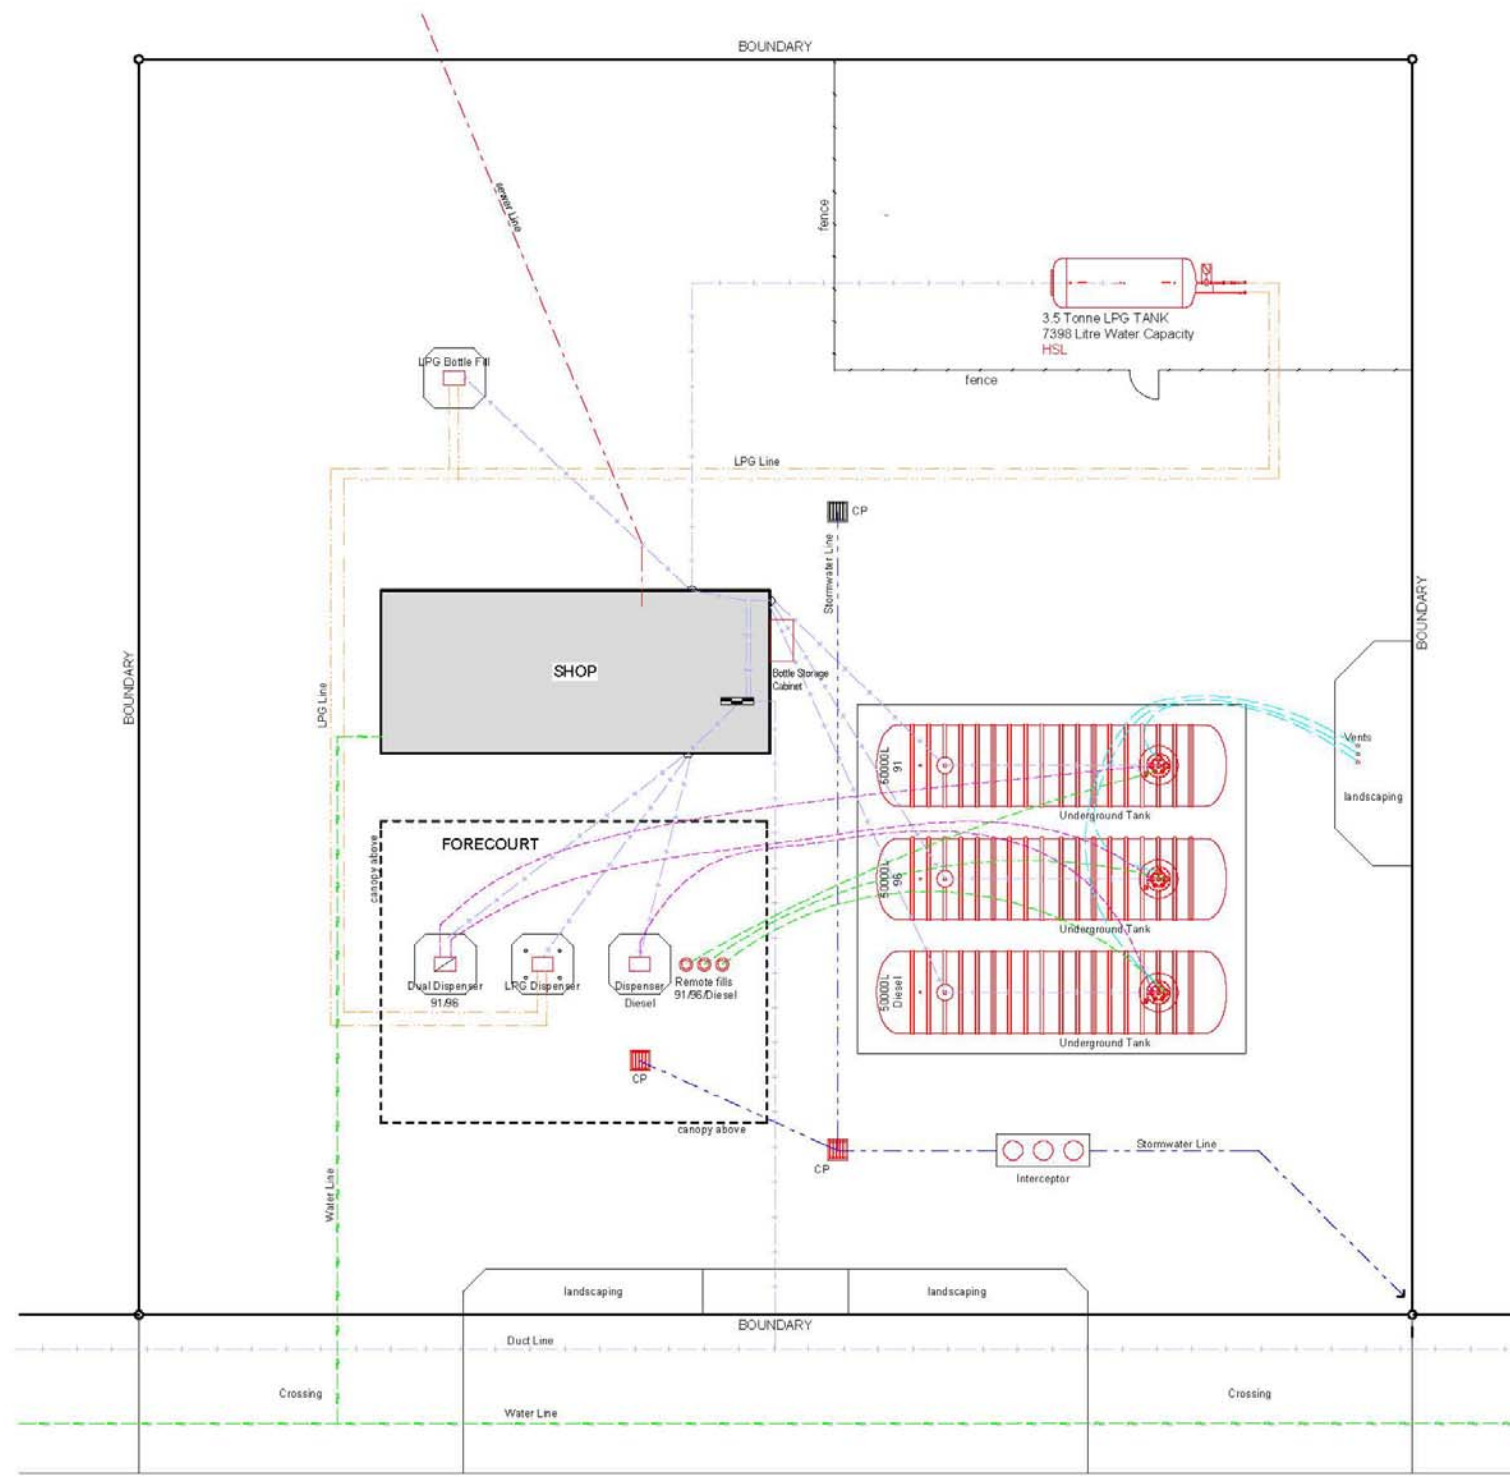 BOUNDARY
sewer Line
fence
3.5 Tonne LPG TANK
7398 Litre Water Capacity
HSL
LPG Bottle Fill
fence
LPG Line
CP
Stormwater Line
BOUNDARY
BOUNDARY
SHOP
Bottle Storage
Cabinet
LPG Line
Vents
landscaping
60000L
91
Underground Tank
FORECOURT
canopy above
50000L
96
Underground Tank
Dual Dispenser
91/96
LPG Dispenser
Dispenser
Diesel
Remote fills
91/96/Diesel
50000L
Diesel
Underground Tank
CP
canopy above
CP
Stormwater Line
Interceptor
Water Line
landscaping
landscaping
BOUNDARY
Duct Line
Crossing
Crossing
Water Line